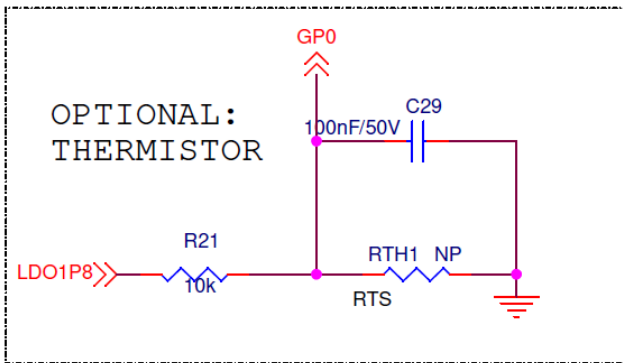 GP0
OPTIONAL:
THERMISTOR
C29
100nF/50V
R21
RTH1 NP
LDO1P8
10k
RTS